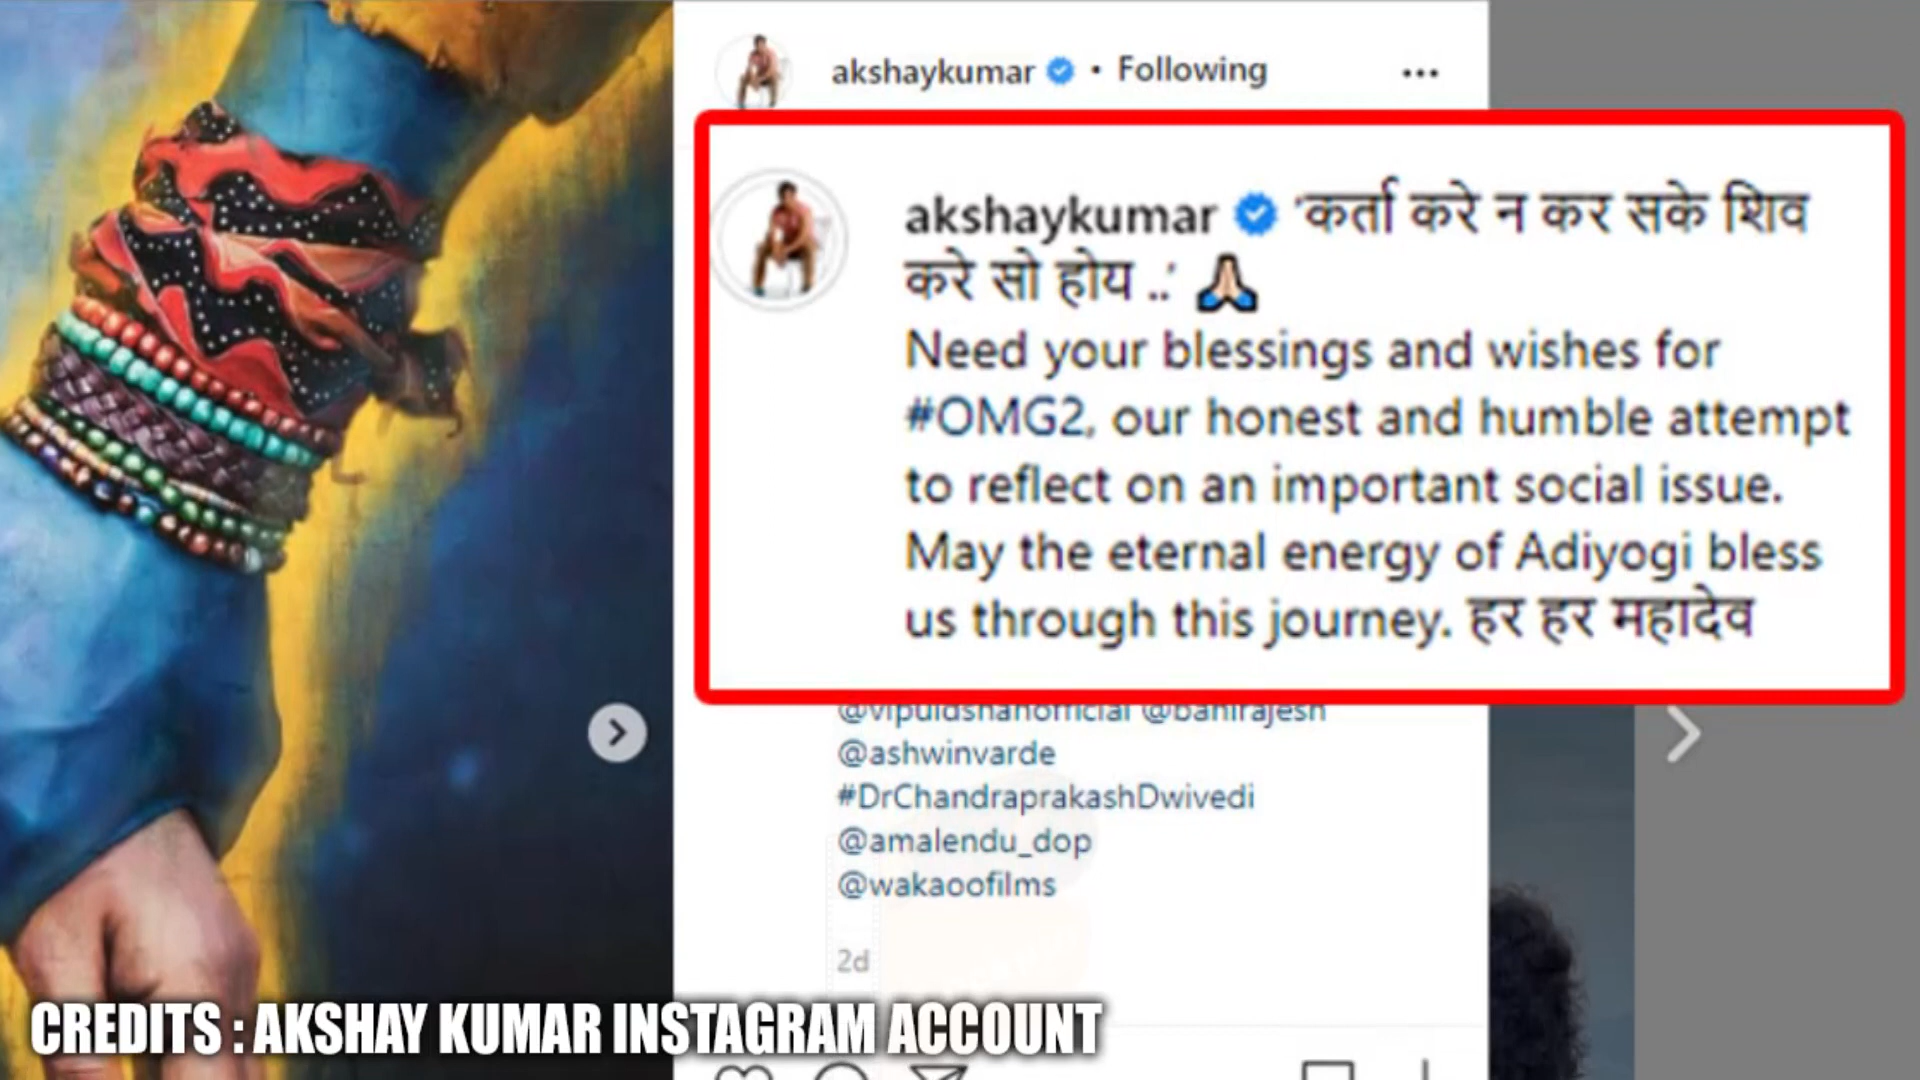 akshaykumar • Following
akshaykumar 'कर्ता करे न कर सके शिव
करे सो होय ..' 🙏🏻
Need your blessings and wishes for
#OMG2, our honest and humble attempt
to reflect on an important social issue.
May the eternal energy of Adiyogi bless
us through this journey. हर हर महादेव
@vipuldshahofficial @bahlrajesh
@ashwinvarde
#DrChandraprakashDwivedi
@amalendu_dop
@wakaoofilms
2d
CREDITS : AKSHAY KUMAR INSTAGRAM ACCOUNT